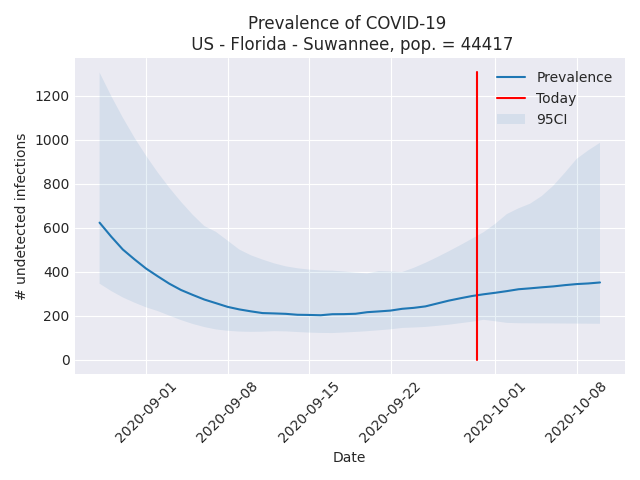 Prevalence of COVID-19
US - Florida - Suwannee, pop. = 44417
Prevalence
Today
95CI
1200
1000
800
600
400
200
0
# undetected infections
2020-09-01
2020-09-08
2020-09-15
2020-09-22
2020-10-01
2020-10-08
Date